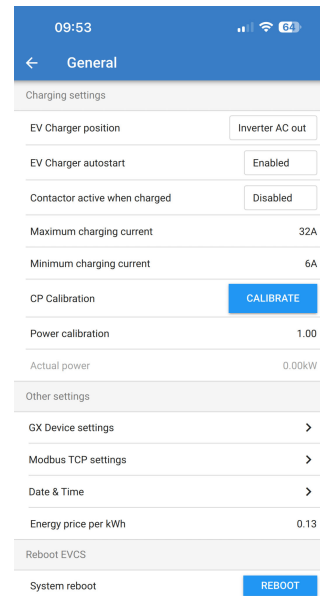 09:53
64
General
Charging settings
EV Charger position Inverter AC out
EV Charger autostart Enabled
Contactor active when charged Disabled
Maximum charging current 32A
Minimum charging current 6A
CP Calibration CALIBRATE
Power calibration 1.00
Actual power 0.00kW
Other settings
GX Device settings
Modbus TCP settings
Date & Time
Energy price per kWh 0.13
Reboot EVCS
System reboot REBOOT